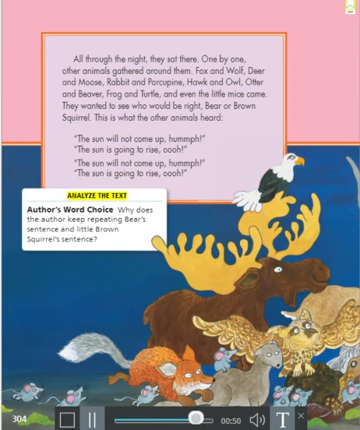 All through the night, they sat there. One by one,
other animals gathered around them. Fox and Wolf, Deer
and Moose, Rabbit and Porcupine, Hawk and Owl, Otter
and Beaver, Frog and Turtle, and even the little mice came.
They wanted to see who would be right, Bear or Brown
Squirrel. This is what the other animals heard:
“The sun will not come up, hummph!”
“The sun is going to rise, oooh!”
“The sun will not come up, hummph!”
“The sun is going to rise, oooh!”
ANALYZE THE TEXT
Author's Word Choice Why does
the author keep repeating Bear's
sentence and little Brown
Squirrel's sentence?
304
00:50
T